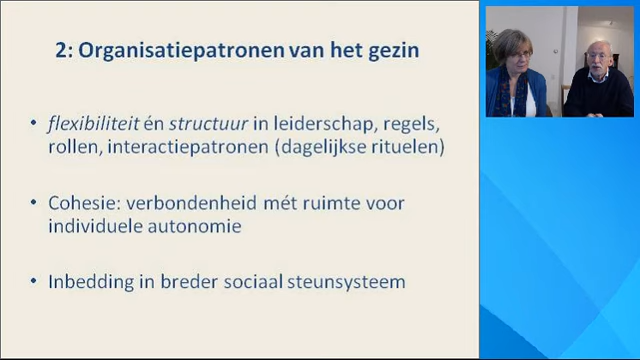 2: Organisatiepatronen van het gezin
• flexibiliteit én structuur in leiderschap, regels,
rollen, interactiepatronen (dagelijkse rituelen)
• Cohesie: verbondenheid mét ruimte voor
individuele autonomie
• Inbedding in breder sociaal steunsysteem